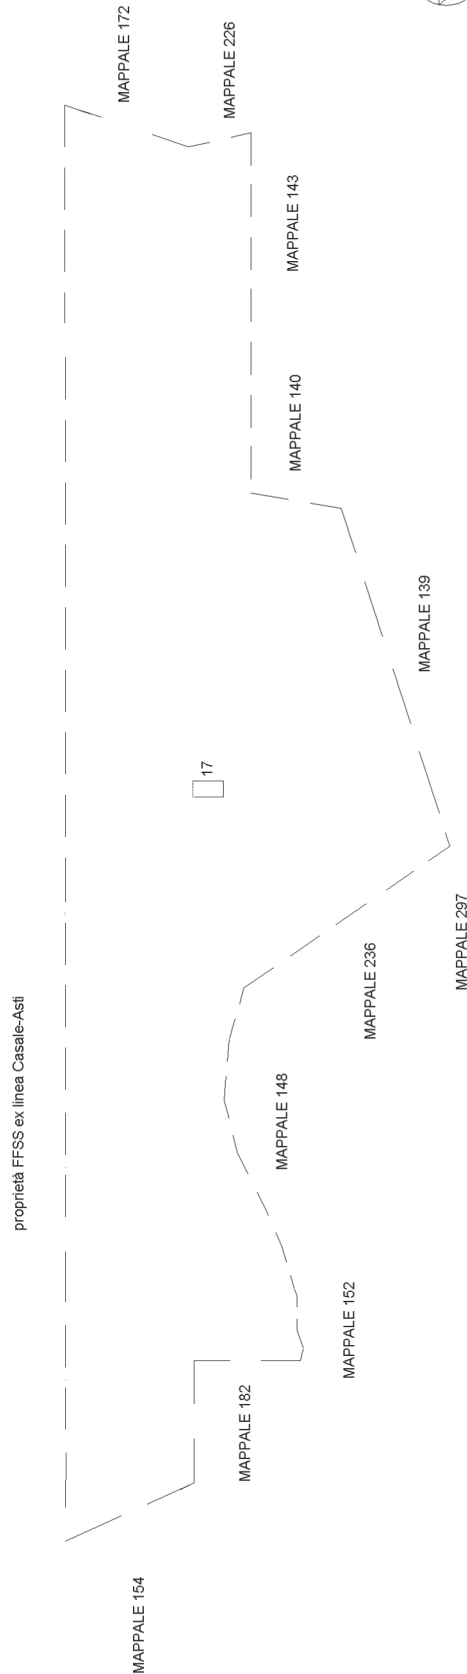 proprietà FFSS ex linea Casale-Asti
MAPPALE 154
MAPPALE 182
MAPPALE 152
MAPPALE 148
MAPPALE 236
MAPPALE 297
17
MAPPALE 139
MAPPALE 140
MAPPALE 143
MAPPALE 226
MAPPALE 172